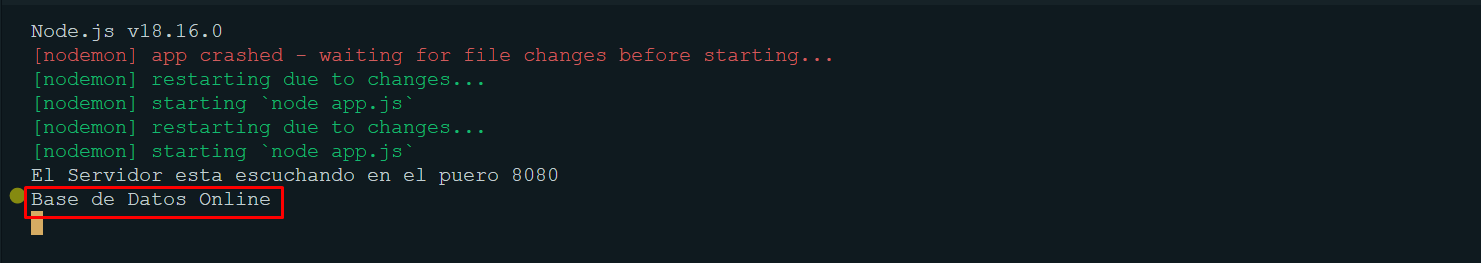 Node.js v18.16.0
[nodemon] app crashed - waiting for file changes before starting...
[nodemon] restarting due to changes...
[nodemon] starting `node app.js`
[nodemon] restarting due to changes...
[nodemon] starting `node app.js`
El Servidor esta escuchando en el puero 8080
Base de Datos Online